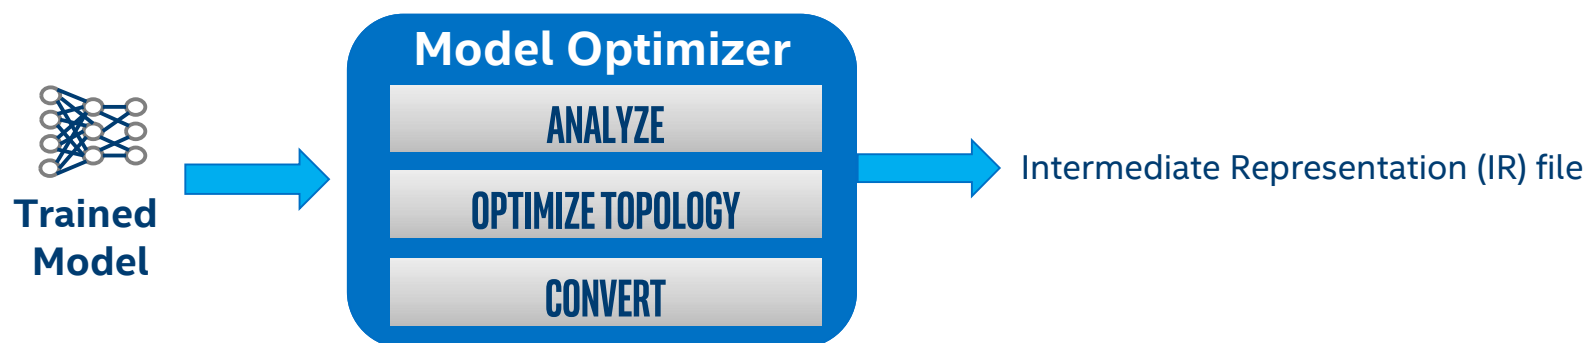 Model Optimizer
ANALYZE
OPTIMIZE TOPOLOGY
CONVERT
Trained
Model
Intermediate Representation (IR) file